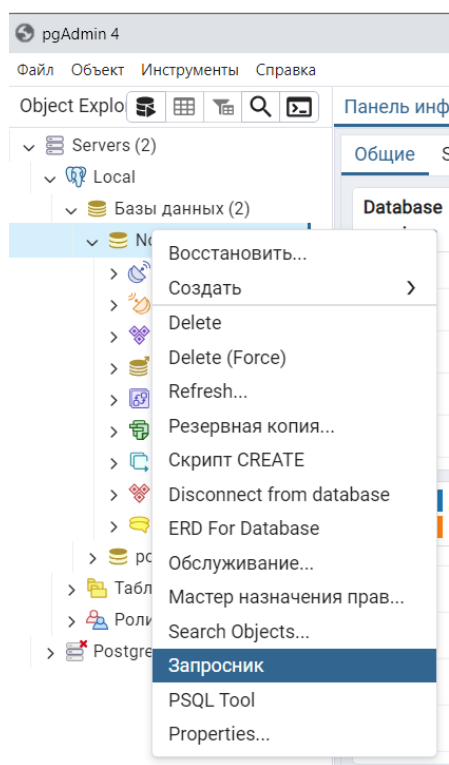 pgAdmin 4
Файл Объект Инструменты Справка
Object Explo
Панель инф
Servers (2)
Общие S
Local
Базы данных (2)
Database
Восстановить...
Создать
Delete
Delete (Force)
Refresh...
Резервная копия...
Скрипт CREATE
Disconnect from database
ERD For Database
Обслуживание...
Мастер назначения прав...
Search Objects...
Запросник
PSQL Tool
Properties...
No
po
Табл
Роли
Postgre